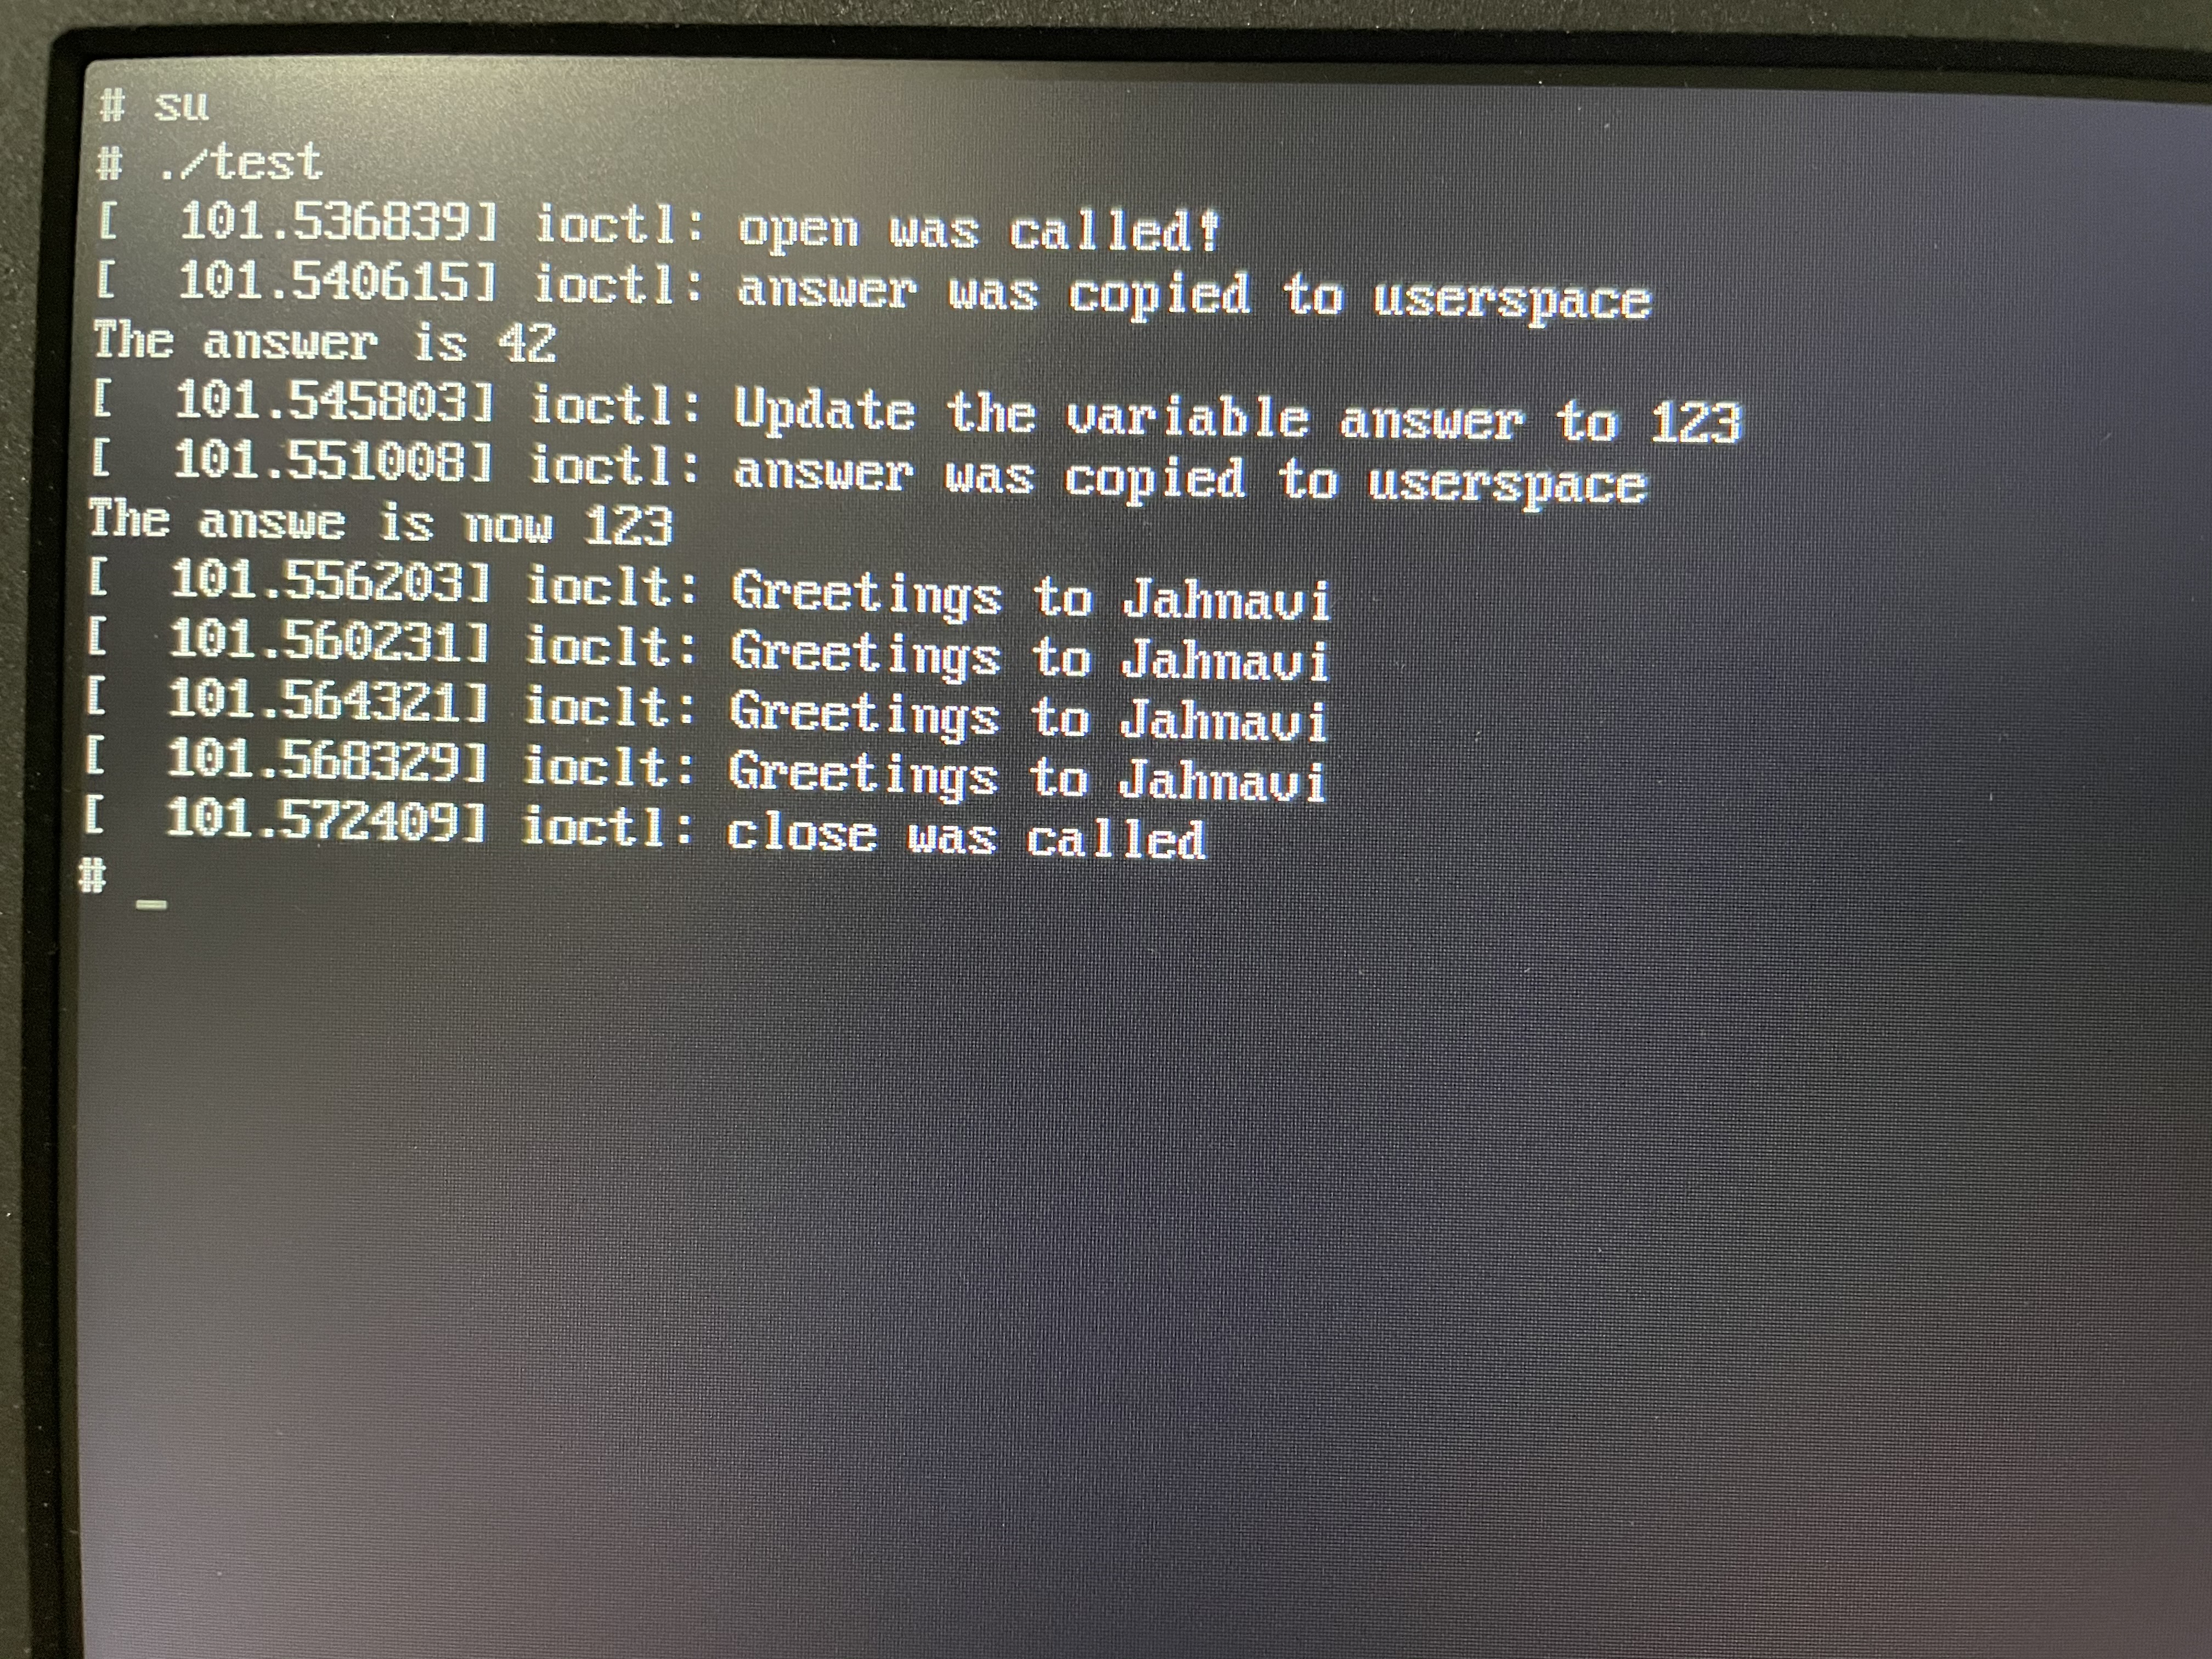 # su
# ./test
[  101.536839] ioctl: open was called!
[  101.540615] ioctl: answer was copied to userspace
The answer is 42
[  101.545803] ioctl: Update the variable answer to 123
[  101.551008] ioctl: answer was copied to userspace
The answe is now 123
[  101.556203] ioclt: Greetings to Jahnavi
[  101.560231] ioclt: Greetings to Jahnavi
[  101.564321] ioclt: Greetings to Jahnavi
[  101.568329] ioclt: Greetings to Jahnavi
[  101.572409] ioctl: close was called
# _